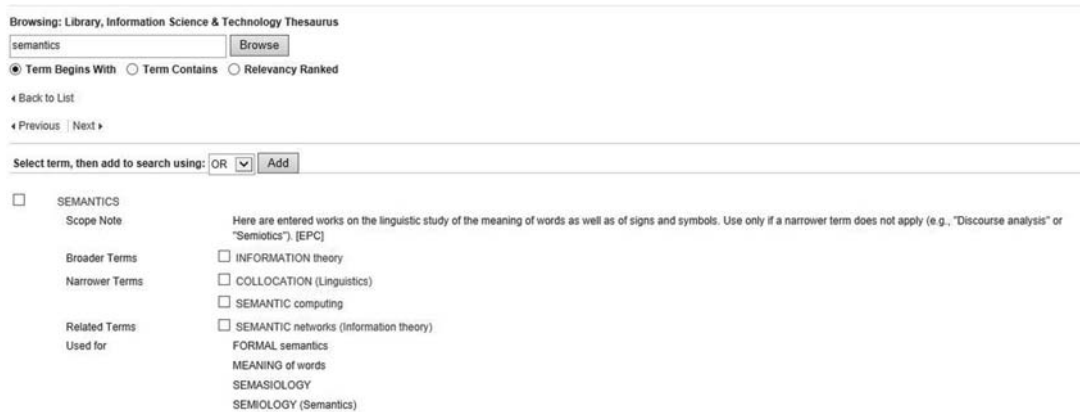 Browsing: Library, Information Science & Technology Thesaurus
semantics Browse
Term Begins With Term Contains Relevancy Ranked
Back to List
Previous | Next
Select term, then add to search using: OR Add
SEMANTICS
Scope Note Here are entered works on the linguistic study of the meaning of words as well as of signs and symbols. Use only if a narrower term does not apply (e.g., "Discourse analysis" or
"Semiotics"). [EPC]
Broader Terms INFORMATION theory
Narrower Terms COLLOCATION (Linguistics)
SEMANTIC computing
Related Terms SEMANTIC networks (Information theory)
Used for FORMAL semantics
MEANING of words
SEMASIOLOGY
SEMIOLOGY (Semantics)